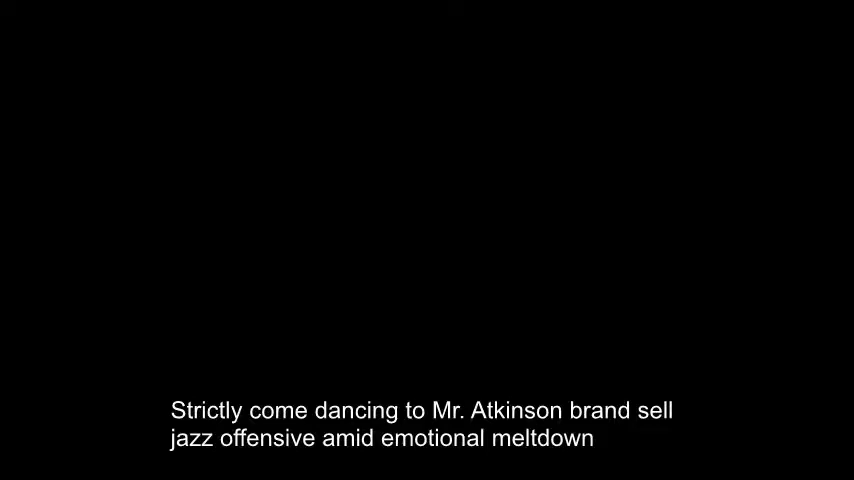 Strictly come dancing to Mr. Atkinson brand sell
jazz offensive amid emotional meltdown